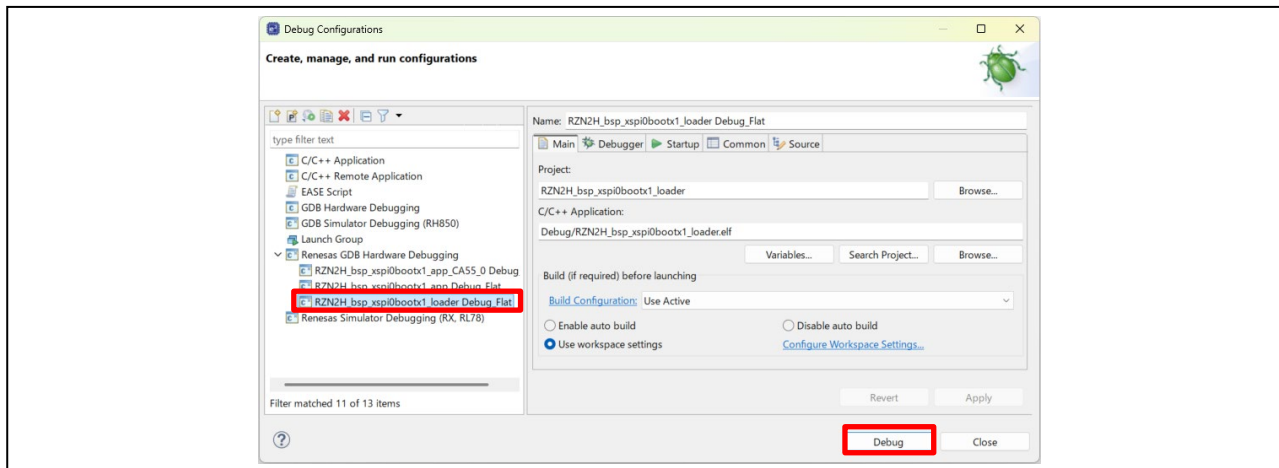 Debug Configurations
Create, manage, and run configurations
type filter text
C/C++ Application
C/C++ Remote Application
EASE Script
GDB Hardware Debugging
GDB Simulator Debugging (RH850)
Launch Group
Renesas GDB Hardware Debugging
RZN2H_bsp_xspi0bootx1_app_CA55_0 Debug
RZN2H_bsp_xspi0bootx1_app Debug_Flat
RZN2H_bsp_xspi0bootx1_loader Debug_Flat
Renesas Simulator Debugging (RX, RL78)
Filter matched 11 of 13 items
Name: RZN2H_bsp_xspi0bootx1_loader Debug_Flat
Main Debugger Startup Common Source
Project:
RZN2H_bsp_xspi0bootx1_loader Browse...
C/C++ Application:
Debug/RZN2H_bsp_xspi0bootx1_loader.elf
Variables... Search Project... Browse...
Build (if required) before launching
Build Configuration: Use Active
Enable auto build Disable auto build
Use workspace settings Configure Workspace Settings...
Revert Apply
Debug Close